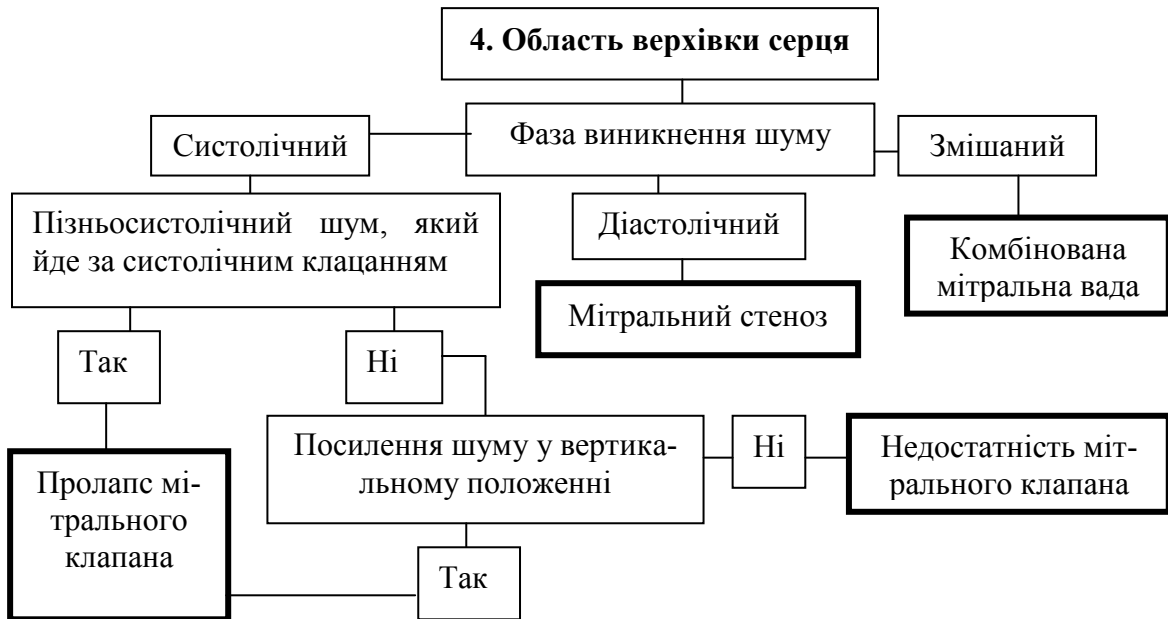 4. Область верхівки серця
Фаза виникнення шуму
Систолічний
Змішаний
Пізньосистолічний шум, який
йде за систолічним клацанням
Діастолічний
Комбінована
мітральна вада
Мітральний стеноз
Так
Ні
Посилення шуму у вертика-
льному положенні
Ні
Недостатність міт-
рального клапана
Пролапс мі-
трального
клапана
Так